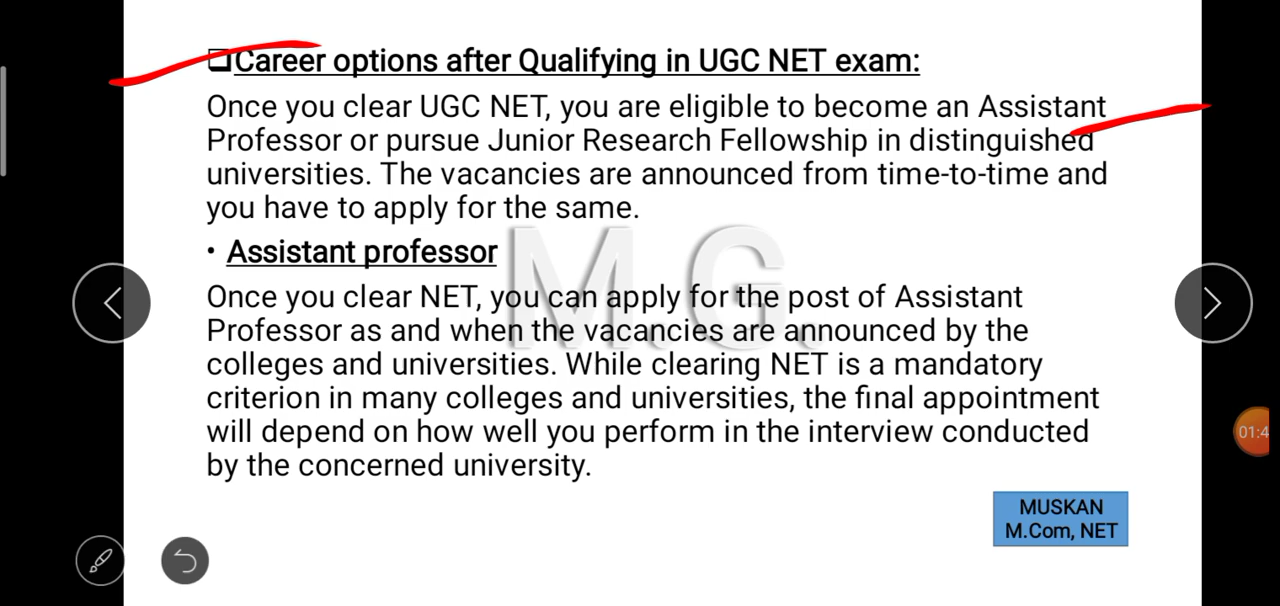 ❑Career options after Qualifying in UGC NET exam:
Once you clear UGC NET, you are eligible to become an Assistant
Professor or pursue Junior Research Fellowship in distinguished
universities. The vacancies are announced from time-to-time and
you have to apply for the same.
• Assistant professor
M.G.
Once you clear NET, you can apply for the post of Assistant
Professor as and when the vacancies are announced by the
colleges and universities. While clearing NET is a mandatory
criterion in many colleges and universities, the final appointment
will depend on how well you perform in the interview conducted
by the concerned university.
01:4
MUSKAN
M.Com, NET